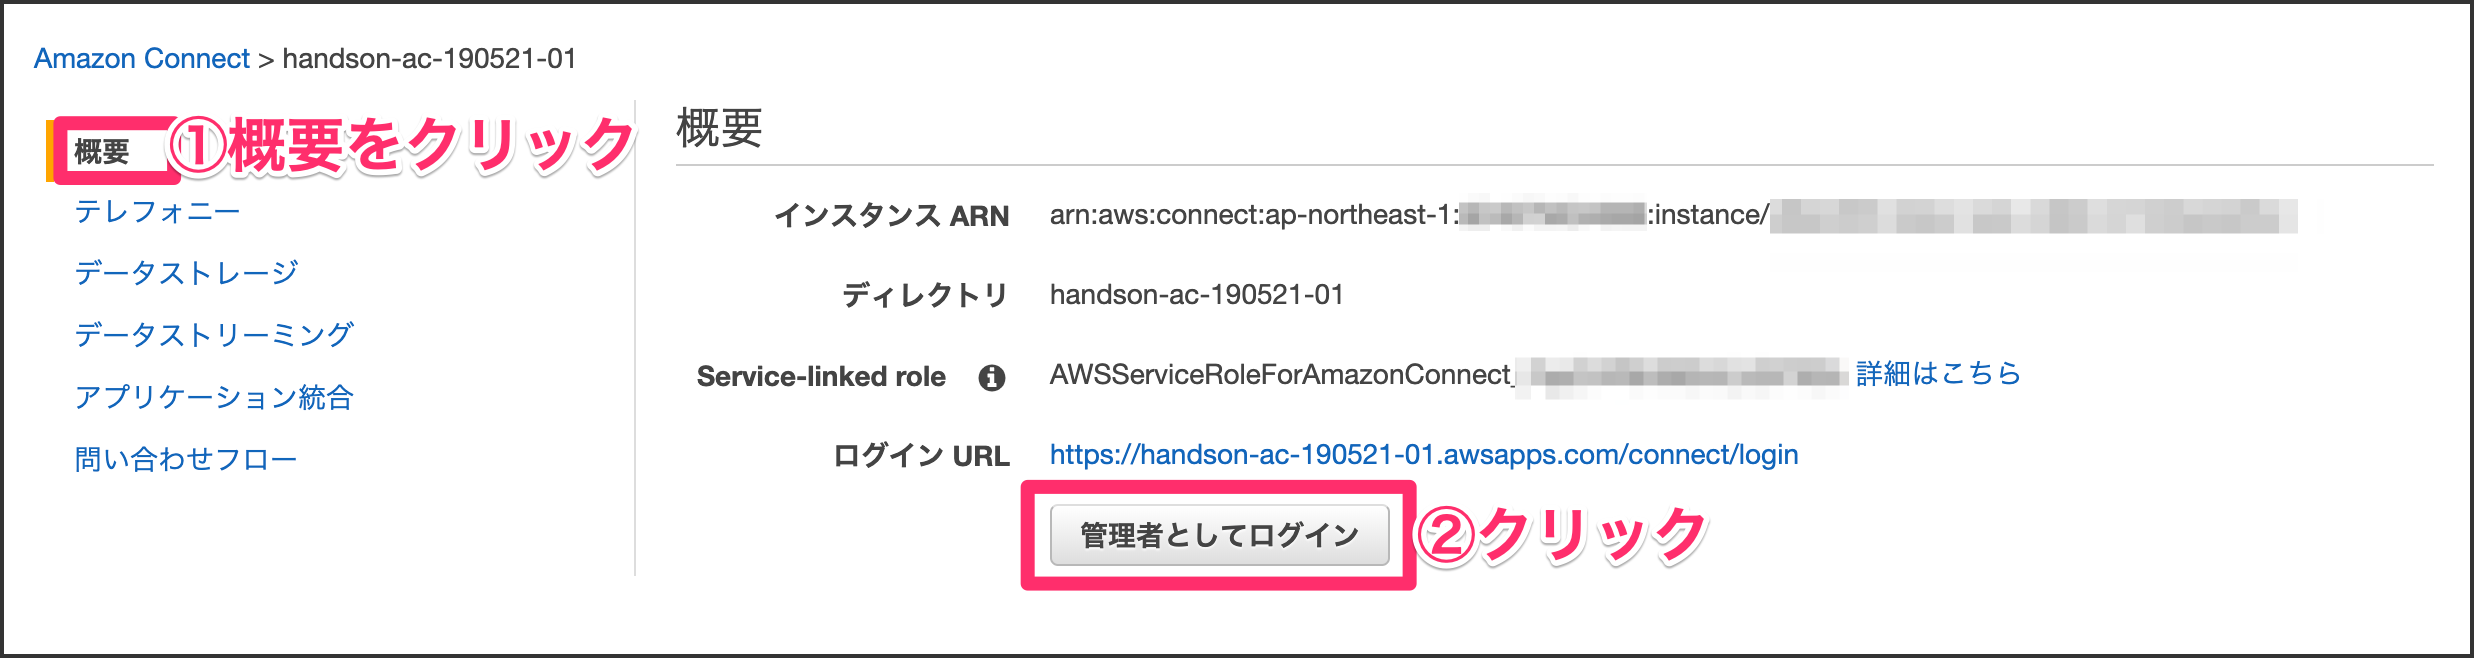 Amazon Connect > handson-ac-190521-01
概要
①概要をクリック
テレフォニー
データストレージ
データストリーミング
アプリケーション統合
問い合わせフロー
概要
インスタンス ARN arn:aws:connect:ap-northeast-1: :instance/
ディレクトリ handson-ac-190521-01
Service-linked role AWSServiceRoleForAmazonConnect_ 詳細はこちら
ログイン URL https://handson-ac-190521-01.awsapps.com/connect/login
管理者としてログイン
②クリック